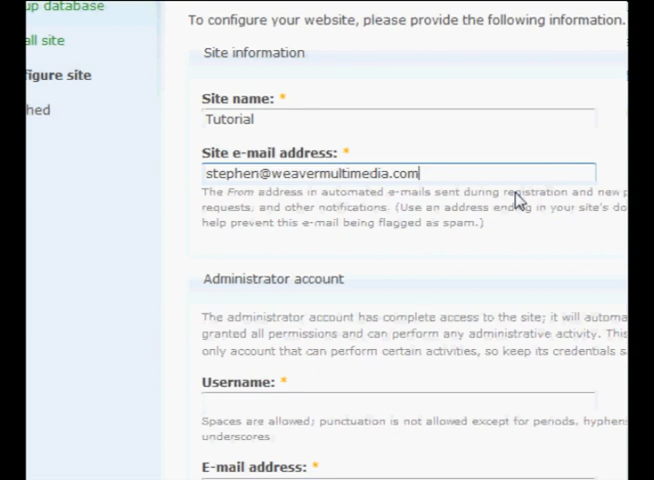 up database
all site
figure site
hed
To configure your website, please provide the following information.
Site information
Site name: *
Tutorial
Site e-mail address: *
stephen@weavermultimedia.com
The From address in automated e-mails sent during registration and new p
requests, and other notifications. (Use an address ending in your site's do
help prevent this e-mail being flagged as spam.)
Administrator account
The administrator account has complete access to the site; it will automa
granted all permissions and can perform any administrative activity. This
only account that can perform certain activities, so keep its credentials s
Username: *
Spaces are allowed; punctuation is not allowed except for periods, hyphens
underscores
E-mail address: *